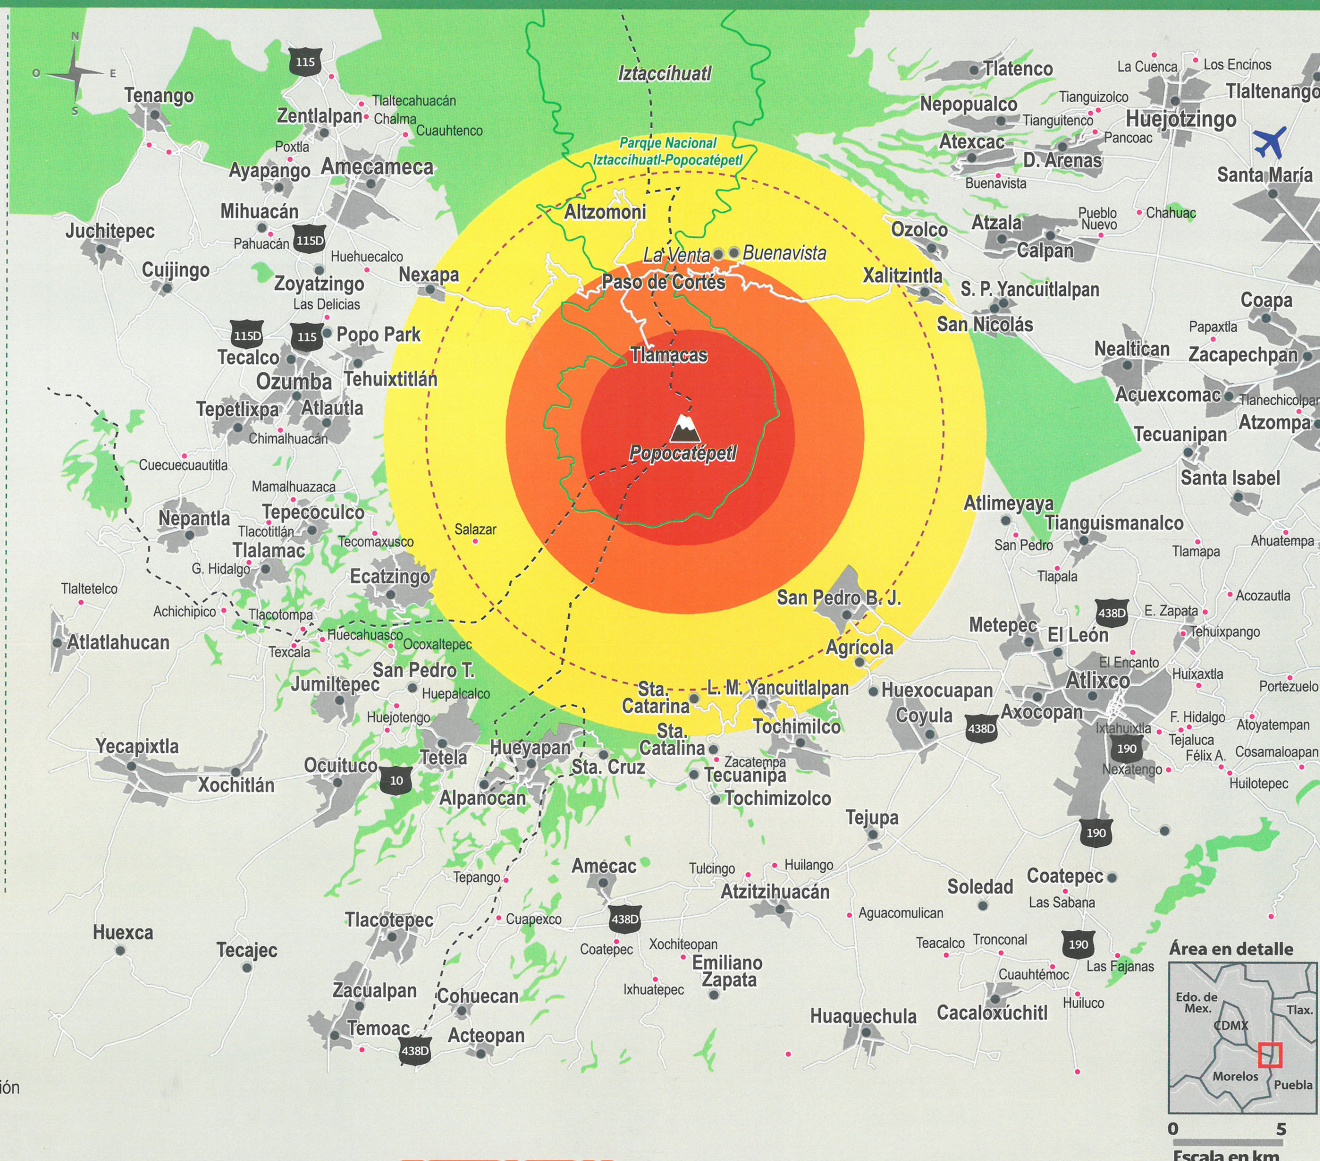 N
O
E
S
115
Tenango
Zentlalpan
Tlaltecahuacán
Chalma
Cuauhtenco
Poxtla
Ayapango
Amecameca
Mihuacán
Pahuacán
115D
Huehuecalco
Juchitepec
Cuijingo
Zoyatzingo
Las Delicias
Nexapa
115D
115
Popo Park
Tecalco
Ozumba
Tehuixtitlán
Tepetlixpa
Atlautla
Chimalhuacán
Cuecuecuautitla
Mamalhuazaca
Nepantla
Tepecoculco
Tlacotitlán
Tecomaxusco
Tlalamac
G. Hidalgo
Ecatzingo
Salazar
Tlaltetelco
Achichipico
Tlacotompa
Huecahuasco
Ocoxaltepec
Texcala
Atlatlahucan
San Pedro T.
Jumiltepec
Huepalcalco
Huejotengo
Yecapixtla
Xochitlán
Ocuituco
10
Tetela
Hueyapan
Alpanocan
Sta. Cruz
Iztaccíhuatl
Parque Nacional
Iztaccíhuatl-Popocatépetl
Altzomoni
La Venta
Buenavista
Paso de Cortés
Tlamacas
Popocatépetl
Tlatenco
Nepopualco
Atexcac
D. Arenas
Buenavista
La Cuenca
Los Encinos
Tianguizolco
Tianguitenco
Pancoac
Huejotzingo
Tlaltenango
Santa María
Ozolco
Atzala
Calpan
Pueblo
Nuevo
Chahuac
Xalitzintla
S. P. Yancuitlalpan
San Nicolás
Coapa
Papaxtla
Nealtican
Zacapechpan
Acuexcomac
Tlanechicolpan
Atzompa
Tecuanipan
Santa Isabel
Atlimeyaya
Tianguismanalco
San Pedro
Tlapala
Tlamapa
Ahuatempa
San Pedro B. J.
Agrícola
Metepec
El León
438D
E. Zapata
Acozautla
Tehuixpango
El Encanto
Atlixco
Huixaxtla
Portezuelo
Axocopan
Ixtahuixtla
F. Hidalgo
Atoyatempan
190
Tejaluca
Félix A.
Cosamaloapan
Nexatengo
Huilotepec
Huexocuapan
Coyula
438D
Sta.
Catarina
L. M. Yancuitlalpan
Tochimilco
Sta.
Catalina
Zacatempa
Tecuanipa
Tochimizolco
190
Tejupa
Amecac
Tulcingo
Huilango
Atzitzihuacán
Tepango
Cuapexco
438D
Coatepec
Xochiteopan
Ixhuatepec
Emiliano
Zapata
Aguacomulican
Soledad
Coatepec
Las Sabana
Teacalco
Tronconal
190
Cuauhtémoc
Las Fajanas
Huiluco
Cacaloxúchitl
Huaquechula
Huexca
Tecajec
Tlacotepec
Zacualpan
Temoac
Cohuecan
Acteopan
438D
ión
Área en detalle
Edo. de
Mex.
Tlax.
CDMX
Morelos
Puebla
0 5
Escala en km